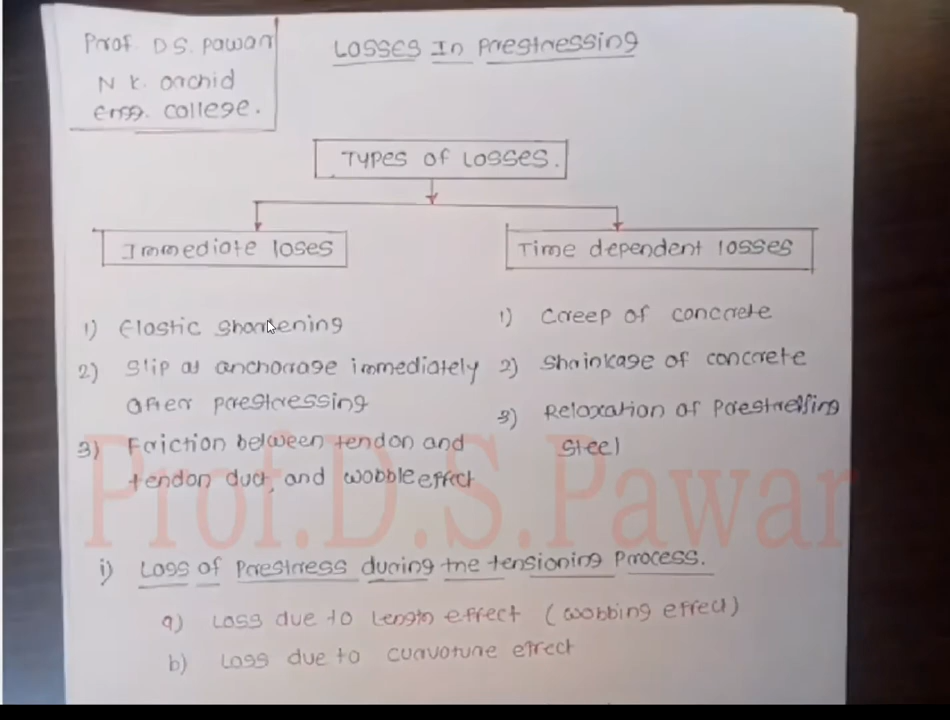 Prof. D S. Pawar
N K. Orchid
Engg. College.
Losses In Prestressing
Types of Losses.
Immediate loses
Time dependent losses
1) Elastic shortening
2) Slip at anchorage immediately
after prestressing
3) Friction between tendon and
tendon duct, and wobble effect
1) Creep of concrete
2) Shrinkage of concrete
3) Relaxation of Prestressing
Steel
Prof.D.S.Pawar
i) Loss of Prestress during the tensioning Process.
a) Loss due to Length effect (wobbing effect)
b) Loss due to curvature effect